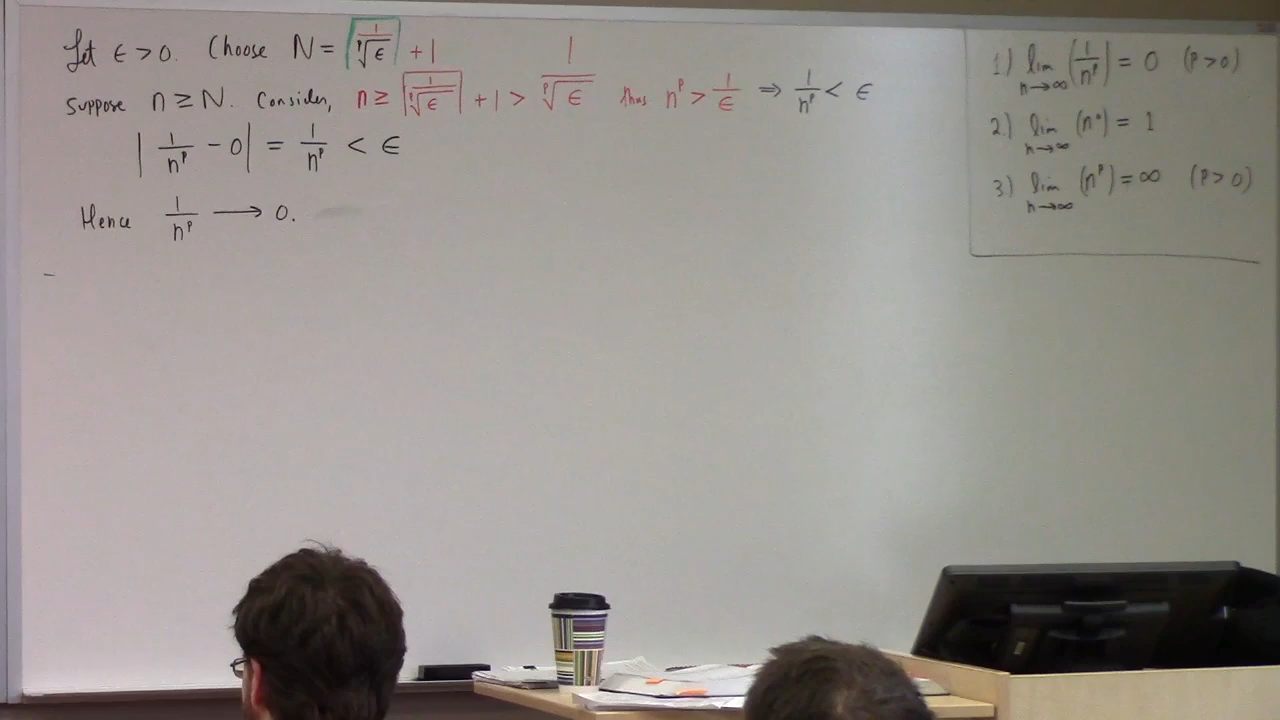 Let ϵ > 0. Choose N = ⌈1/ᵖ√ϵ⌉ + 1
suppose n ≥ N. Consider, n ≥ ⌈1/ᵖ√ϵ⌉ + 1 > 1/ᵖ√ϵ thus nᵖ > 1/ϵ ⇒ 1/nᵖ < ϵ
| 1/nᵖ - 0 | = 1/nᵖ < ϵ
Hence 1/nᵖ ⟶ 0.
1) lim n→∞ (1/nᵖ) = 0 (P > 0)
2.) lim n→∞ (n⁰) = 1
3.) lim n→∞ (nᵖ) = ∞ (P > 0)